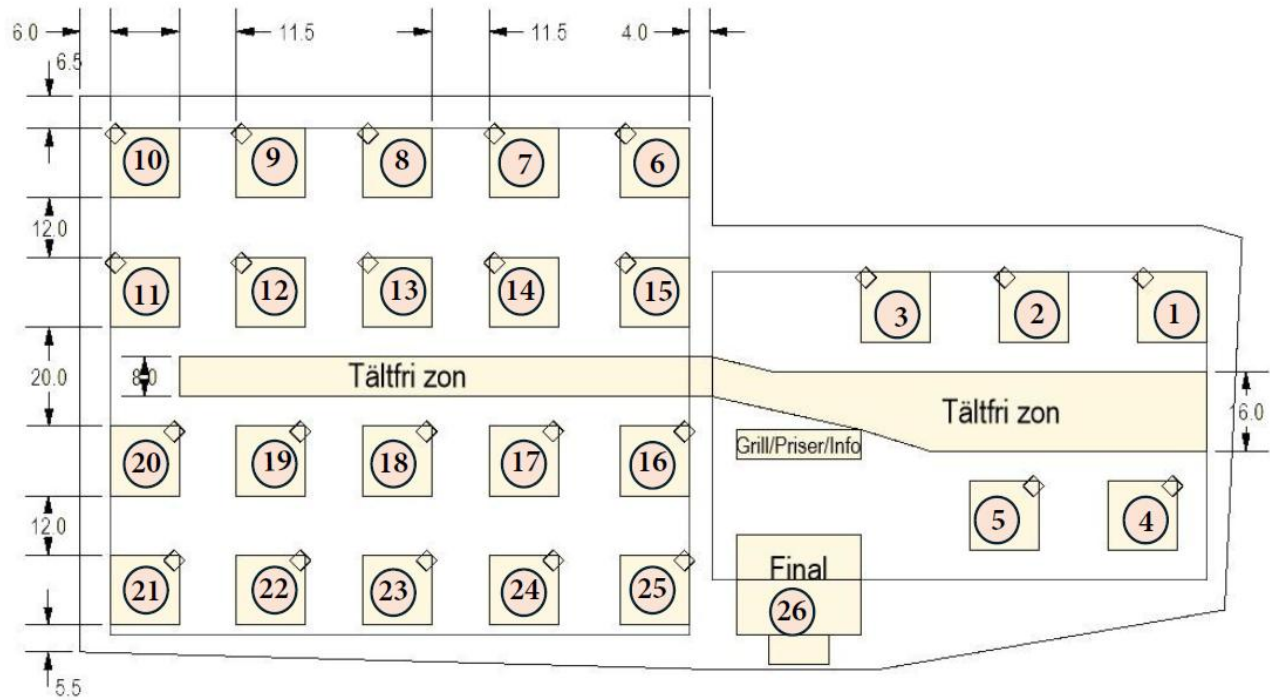 6.0 11.5 11.5 4.0
6.5
10 9 8 7 6
12.0
11 12 13 14 15
3 2 1
20.0 8.0 Tältfri zon
Tältfri zon 16.0
Grill/Priser/Info
20 19 18 17 16
12.0
5 4
Final
21 22 23 24 25
26
5.5